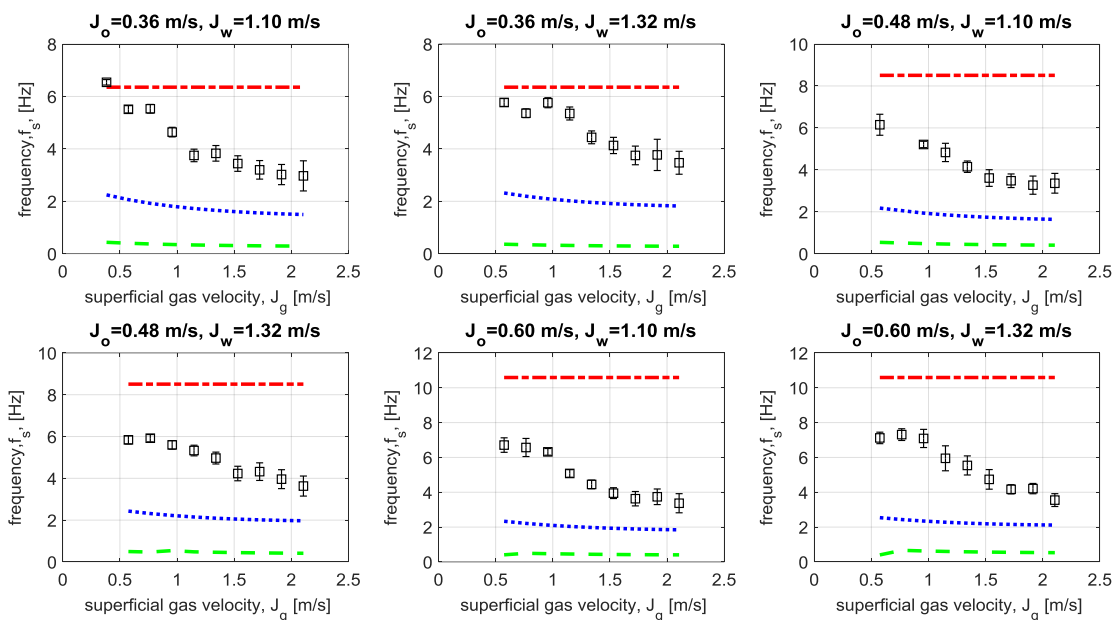 J_o=0.36 m/s, J_w=1.10 m/s
8
6
4
2
0
0 0.5 1 1.5 2 2.5
frequency,f_s, [Hz]
superficial gas velocity, J_g [m/s]
J_o=0.36 m/s, J_w=1.32 m/s
8
6
4
2
0
0 0.5 1 1.5 2 2.5
frequency,f_s, [Hz]
superficial gas velocity, J_g [m/s]
J_o=0.48 m/s, J_w=1.10 m/s
10
8
6
4
2
0
0 0.5 1 1.5 2 2.5
frequency,f_s, [Hz]
superficial gas velocity, J_g [m/s]
J_o=0.48 m/s, J_w=1.32 m/s
10
8
6
4
2
0
0 0.5 1 1.5 2 2.5
frequency,f_s, [Hz]
superficial gas velocity, J_g [m/s]
J_o=0.60 m/s, J_w=1.10 m/s
12
10
8
6
4
2
0
0 0.5 1 1.5 2 2.5
frequency,f_s, [Hz]
superficial gas velocity, J_g [m/s]
J_o=0.60 m/s, J_w=1.32 m/s
12
10
8
6
4
2
0
0 0.5 1 1.5 2 2.5
frequency,f_s, [Hz]
superficial gas velocity, J_g [m/s]